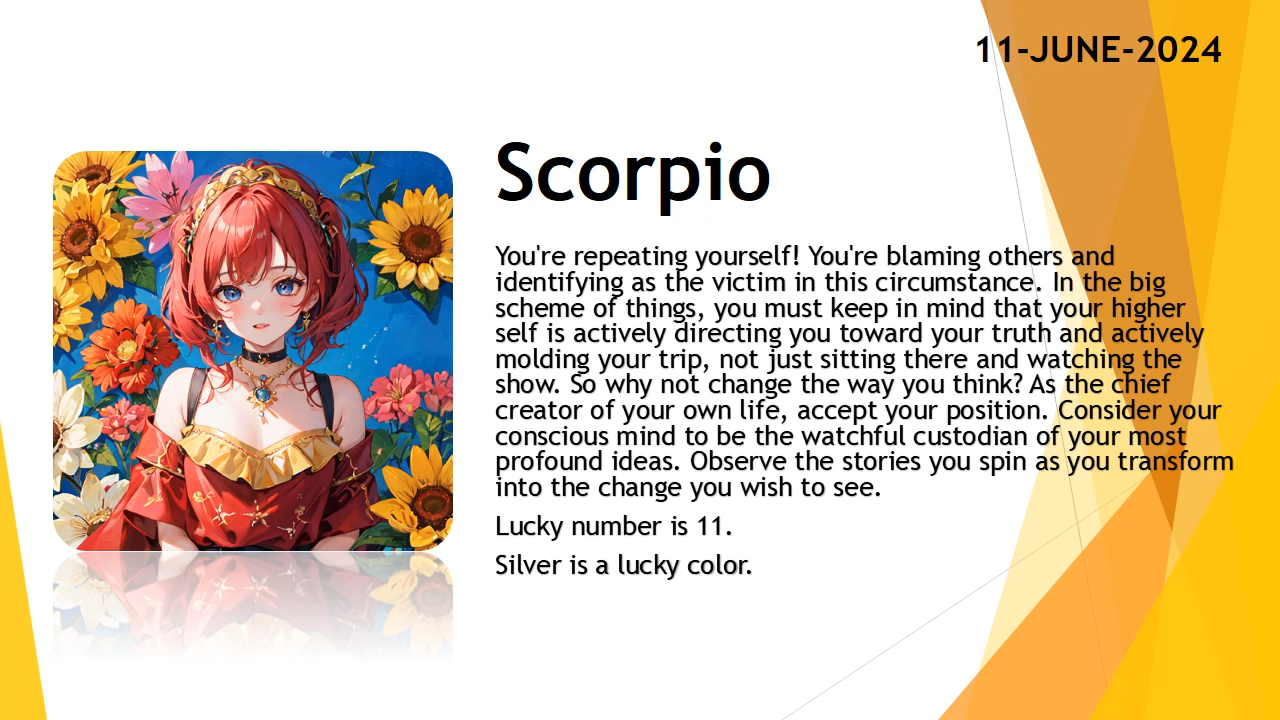 11-JUNE-2024
Scorpio
You're repeating yourself! You're blaming others and
identifying as the victim in this circumstance. In the big
scheme of things, you must keep in mind that your higher
self is actively directing you toward your truth and actively
molding your trip, not just sitting there and watching the
show. So why not change the way you think? As the chief
creator of your own life, accept your position. Consider your
conscious mind to be the watchful custodian of your most
profound ideas. Observe the stories you spin as you transform
into the change you wish to see.
Lucky number is 11.
Silver is a lucky color.